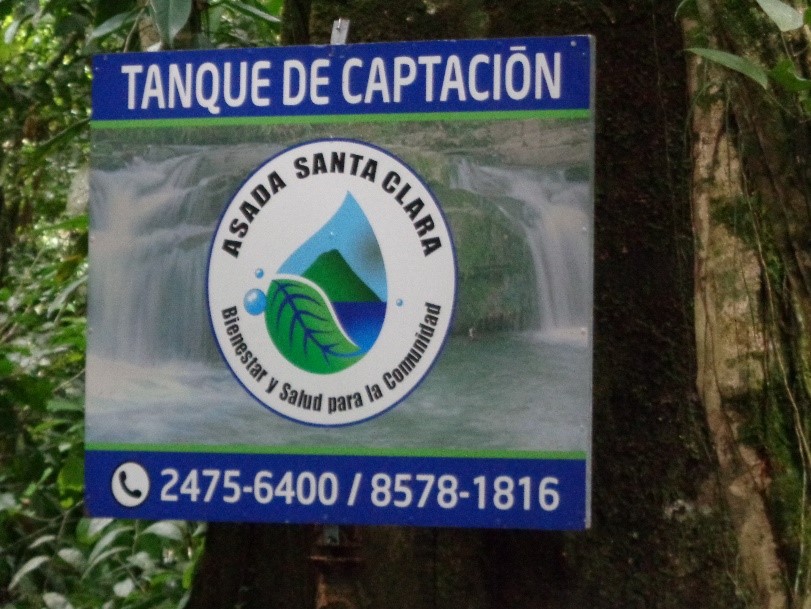 TANQUE DE CAPTACIÓN
ASADA SANTA CLARA
Bienestar y Salud para la Comunidad
2475-6400 / 8578-1816